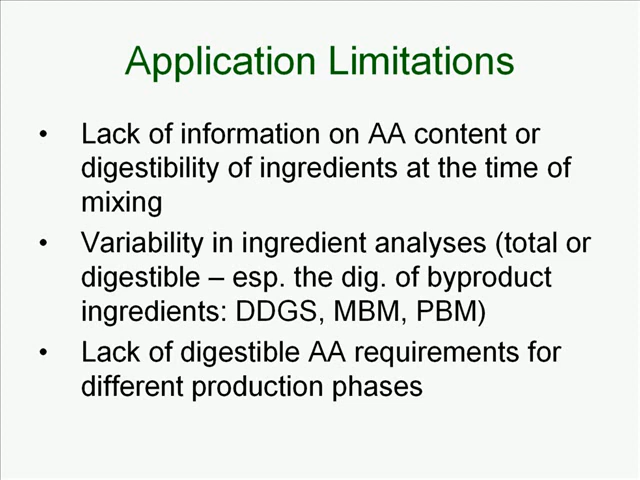 Application Limitations
• Lack of information on AA content or
digestibility of ingredients at the time of
mixing
• Variability in ingredient analyses (total or
digestible – esp. the dig. of byproduct
ingredients: DDGS, MBM, PBM)
• Lack of digestible AA requirements for
different production phases